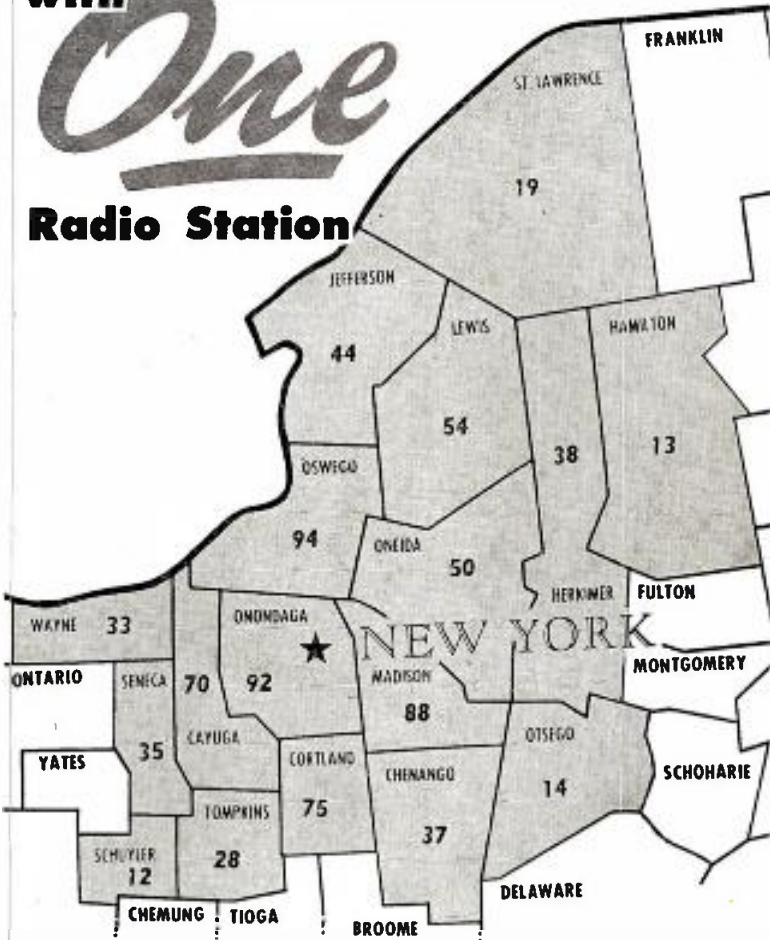 with
One
Radio Station
FRANKLIN
ST. LAWRENCE
19
JEFFERSON
44
LEWIS
54
38
HAMILTON
13
OSWEGO
94
ONEIDA
50
HERKIMER
FULTON
WAYNE 33
ONONDAGA
92
NEW YORK
MONTGOMERY
ONTARIO
SENECA
35
70
CAYUGA
MADISON
88
OTSEGO
14
YATES
CORTLAND
75
CHENANGO
37
SCHOHARIE
TOMPKINS
28
SCHUYLER
12
DELAWARE
CHEMUNG
TIOGA
BROOME